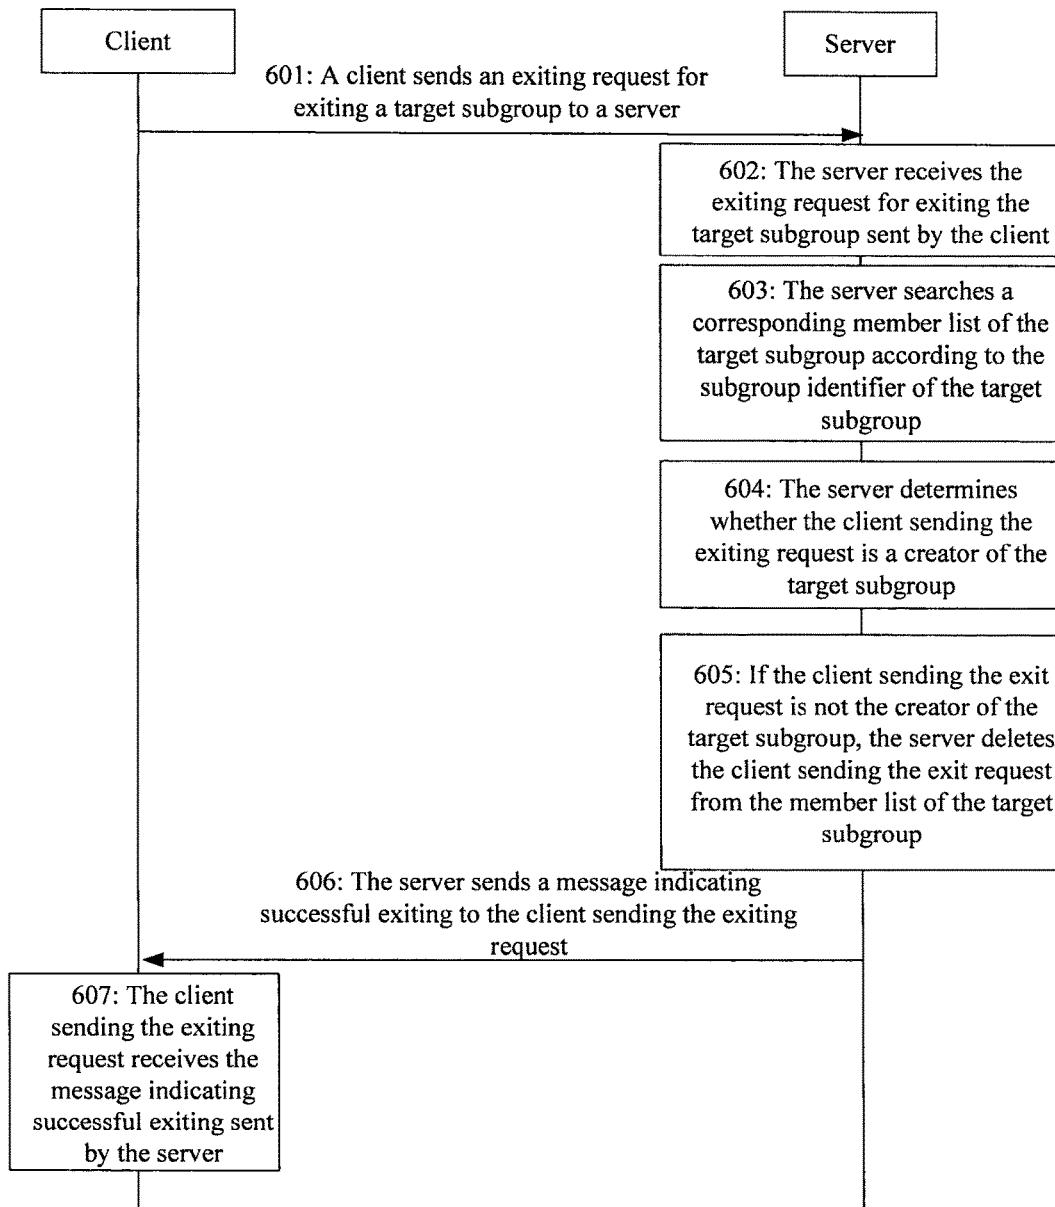 Client
Server
601: A client sends an exiting request for
exiting a target subgroup to a server
602: The server receives the
exiting request for exiting the
target subgroup sent by the client
603: The server searches a
corresponding member list of the
target subgroup according to the
subgroup identifier of the target
subgroup
604: The server determines
whether the client sending the
exiting request is a creator of the
target subgroup
605: If the client sending the exit
request is not the creator of the
target subgroup, the server deletes
the client sending the exit request
from the member list of the target
subgroup
606: The server sends a message indicating
successful exiting to the client sending the exiting
request
607: The client
sending the exiting
request receives the
message indicating
successful exiting sent
by the server